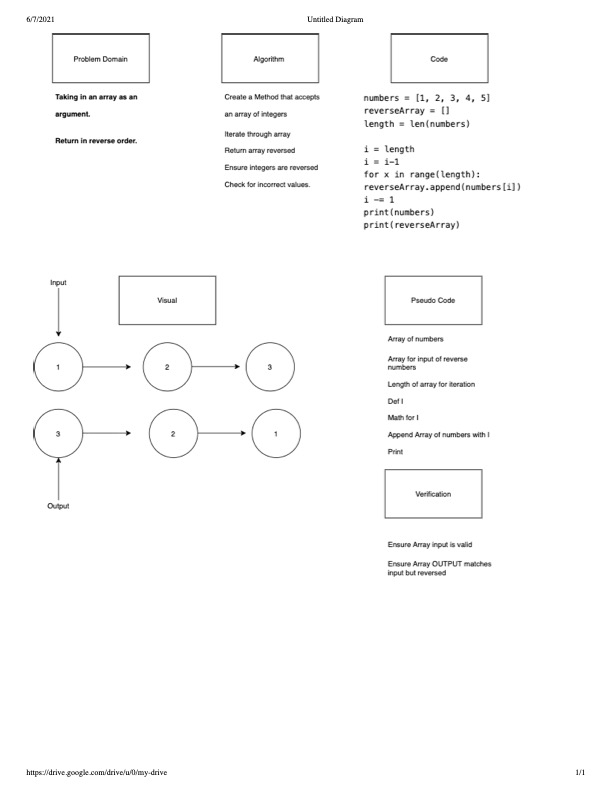 6/7/2021
Untitled Diagram
Problem Domain
Taking in an array as an
argument.
Return in reverse order.
Algorithm
Create a Method that accepts
an array of integers
Iterate through array
Return array reversed
Ensure integers are reversed
Check for incorrect values.
Code
numbers = [1, 2, 3, 4, 5]
reverseArray = []
length = len(numbers)
i = length
i = i-1
for x in range(length):
reverseArray.append(numbers[i])
i -= 1
print(numbers)
print(reverseArray)
Input
Visual
1
2
3
3
2
1
Output
Pseudo Code
Array of numbers
Array for input of reverse
numbers
Length of array for iteration
Def I
Math for I
Append Array of numbers with I
Print
Verification
Ensure Array input is valid
Ensure Array OUTPUT matches
input but reversed
https://drive.google.com/drive/u/0/my-drive
1/1